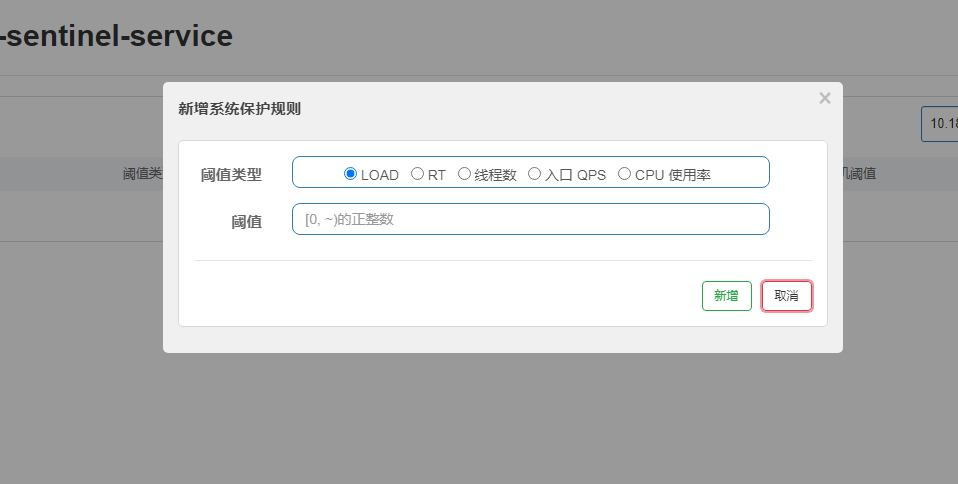 -sentinel-service
新增系统保护规则
×
10.18
阈值类
机阈值
阈值类型 LOAD RT 线程数 入口 QPS CPU 使用率
阈值 [0, ~)的正整数
新增 取消